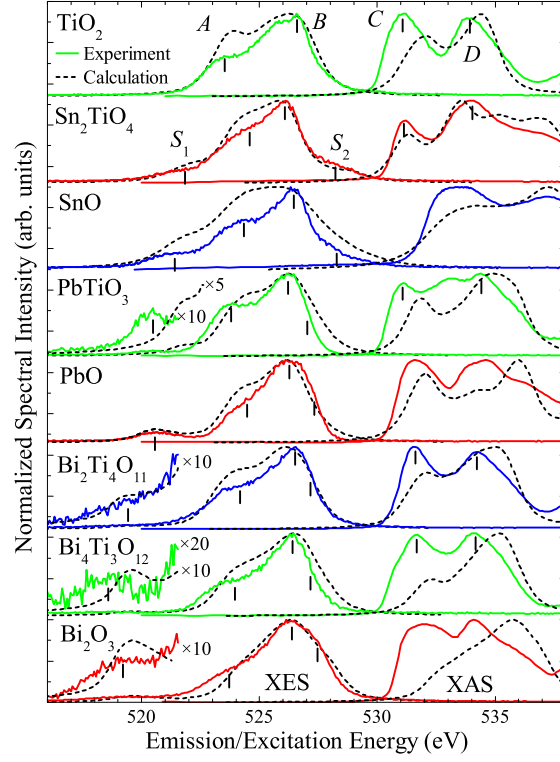 TiO2
A B C D
Experiment
Calculation
Sn2TiO4
S1 S2
SnO
PbTiO3
×5
×10
PbO
Bi2Ti4O11
×10
Bi4Ti3O12
×20
×10
Bi2O3
×10
XES XAS
520 525 530 535
Emission/Excitation Energy (eV)
Normalized Spectral Intensity (arb. units)